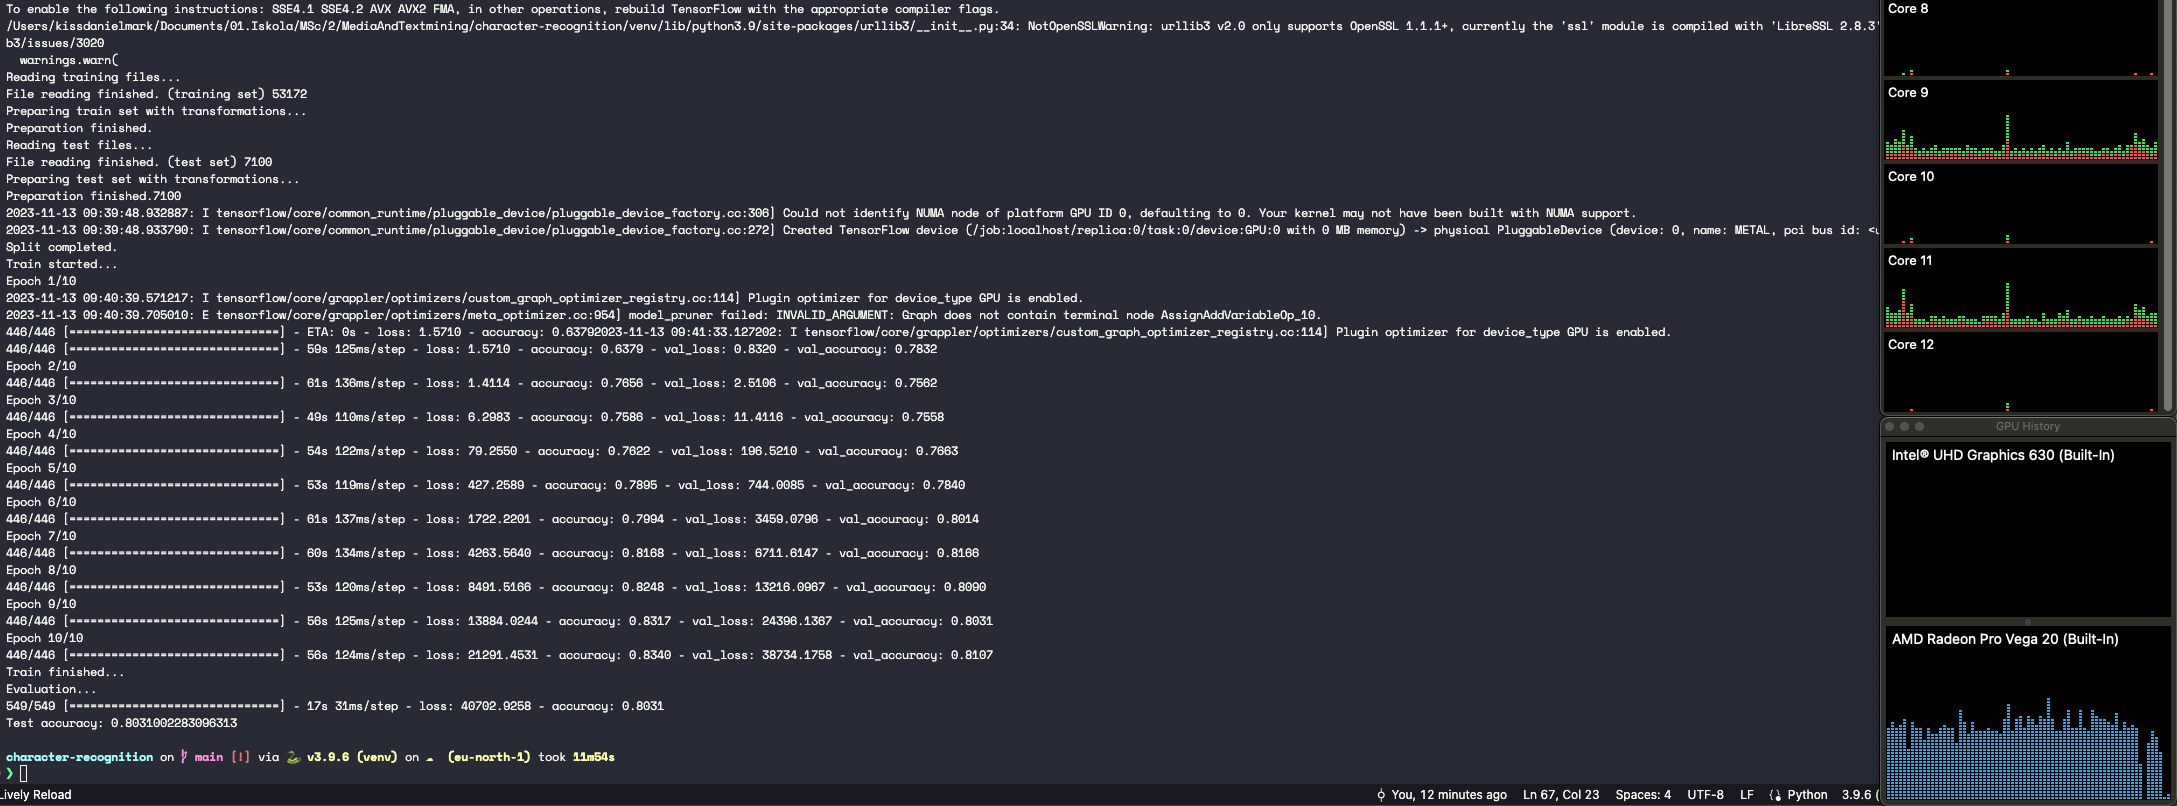 To enable the following instructions: SSE4.1 SSE4.2 AVX AVX2 FMA, in other operations, rebuild TensorFlow with the appropriate compiler flags.
/Users/kissdanielmark/Documents/01.Iskola/MSc/2/MediaAndTextmining/character-recognition/venv/lib/python3.9/site-packages/urllib3/__init__.py:34: NotOpenSSLWarning: urllib3 v2.0 only supports OpenSSL 1.1.1+, currently the 'ssl' module is compiled with 'LibreSSL 2.8.3'
b3/issues/3020
warnings.warn(
Reading training files...
File reading finished. (training set) 53172
Preparing train set with transformations...
Preparation finished.
Reading test files...
File reading finished. (test set) 7100
Preparing test set with transformations...
Preparation finished.7100
2023-11-13 09:39:48.932887: I tensorflow/core/common_runtime/pluggable_device/pluggable_device_factory.cc:306] Could not identify NUMA node of platform GPU ID 0, defaulting to 0. Your kernel may not have been built with NUMA support.
2023-11-13 09:39:48.933790: I tensorflow/core/common_runtime/pluggable_device/pluggable_device_factory.cc:272] Created TensorFlow device (/job:localhost/replica:0/task:0/device:GPU:0 with 0 MB memory) -> physical PluggableDevice (device: 0, name: METAL, pci bus id: <u
Split completed.
Train started...
Epoch 1/10
2023-11-13 09:40:39.571217: I tensorflow/core/grappler/optimizers/custom_graph_optimizer_registry.cc:114] Plugin optimizer for device_type GPU is enabled.
2023-11-13 09:40:39.705010: E tensorflow/core/grappler/optimizers/meta_optimizer.cc:954] model_pruner failed: INVALID_ARGUMENT: Graph does not contain terminal node AssignAddVariableOp_10.
446/446 [==============================] - ETA: 0s - loss: 1.5710 - accuracy: 0.63792023-11-13 09:41:33.127202: I tensorflow/core/grappler/optimizers/custom_graph_optimizer_registry.cc:114] Plugin optimizer for device_type GPU is enabled.
446/446 [==============================] - 59s 125ms/step - loss: 1.5710 - accuracy: 0.6379 - val_loss: 0.8320 - val_accuracy: 0.7832
Epoch 2/10
446/446 [==============================] - 61s 136ms/step - loss: 1.4114 - accuracy: 0.7656 - val_loss: 2.5106 - val_accuracy: 0.7562
Epoch 3/10
446/446 [==============================] - 49s 110ms/step - loss: 6.2983 - accuracy: 0.7586 - val_loss: 11.4116 - val_accuracy: 0.7558
Epoch 4/10
446/446 [==============================] - 54s 122ms/step - loss: 79.2550 - accuracy: 0.7622 - val_loss: 196.5210 - val_accuracy: 0.7663
Epoch 5/10
446/446 [==============================] - 53s 119ms/step - loss: 427.2589 - accuracy: 0.7895 - val_loss: 744.0085 - val_accuracy: 0.7840
Epoch 6/10
446/446 [==============================] - 61s 137ms/step - loss: 1722.2201 - accuracy: 0.7994 - val_loss: 3459.0796 - val_accuracy: 0.8014
Epoch 7/10
446/446 [==============================] - 60s 134ms/step - loss: 4263.5640 - accuracy: 0.8168 - val_loss: 6711.6147 - val_accuracy: 0.8166
Epoch 8/10
446/446 [==============================] - 53s 120ms/step - loss: 8491.5166 - accuracy: 0.8248 - val_loss: 13216.0967 - val_accuracy: 0.8090
Epoch 9/10
446/446 [==============================] - 56s 125ms/step - loss: 13884.0244 - accuracy: 0.8317 - val_loss: 24396.1367 - val_accuracy: 0.8031
Epoch 10/10
446/446 [==============================] - 56s 124ms/step - loss: 21291.4531 - accuracy: 0.8340 - val_loss: 38734.1758 - val_accuracy: 0.8107
Train finished...
Evaluation...
549/549 [==============================] - 17s 31ms/step - loss: 40702.9258 - accuracy: 0.8031
Test accuracy: 0.8031002283096313
character-recognition on main [!] via v3.9.6 (venv) on (eu-north-1) took 11m54s
❯
Lively Reload
You, 12 minutes ago Ln 67, Col 23 Spaces: 4 UTF-8 LF Python 3.9.6 (
Core 8
Core 9
Core 10
Core 11
Core 12
GPU History
Intel® UHD Graphics 630 (Built-In)
AMD Radeon Pro Vega 20 (Built-In)